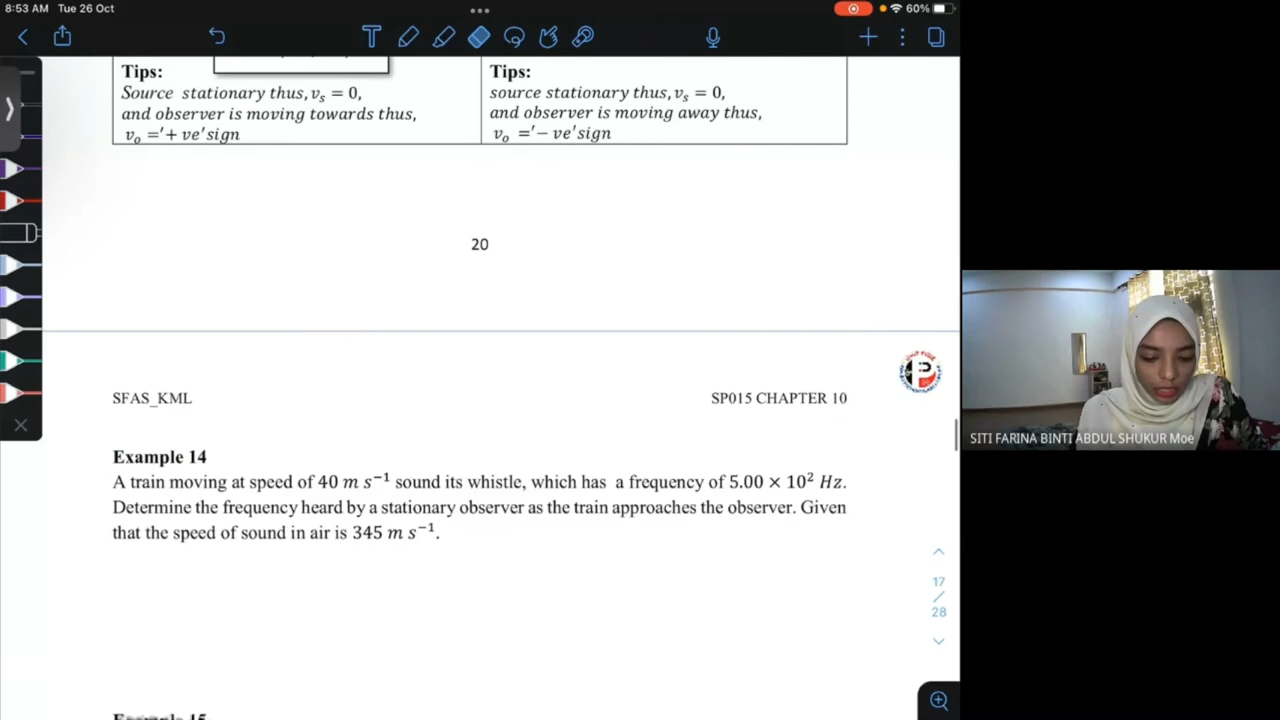 8:53 AM Tue 26 Oct
60%
Tips:
Source stationary thus, vₛ = 0,
and observer is moving towards thus,
vₒ ='+ ve'sign
Tips:
source stationary thus, vₛ = 0,
and observer is moving away thus,
vₒ ='− ve'sign
20
SFAS_KML
SP015 CHAPTER 10
Example 14
A train moving at speed of 40 m s⁻¹ sound its whistle, which has a frequency of 5.00 × 10² Hz.
Determine the frequency heard by a stationary observer as the train approaches the observer. Given
that the speed of sound in air is 345 m s⁻¹.
17
/
28
SITI FARINA BINTI ABDUL SHUKUR Moe